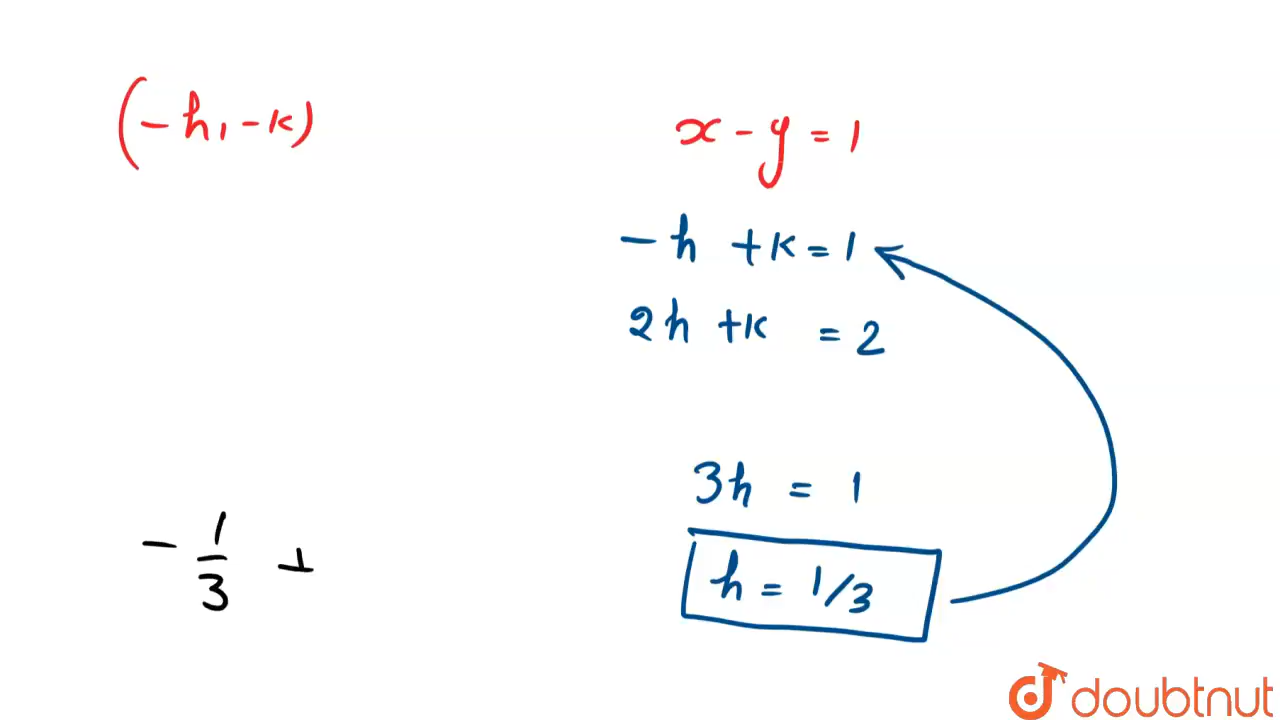 (-h, -k)
x - y = 1
-h + k = 1
2h + k = 2
3h = 1
h = 1/3
- 1/3 +
doubtnut